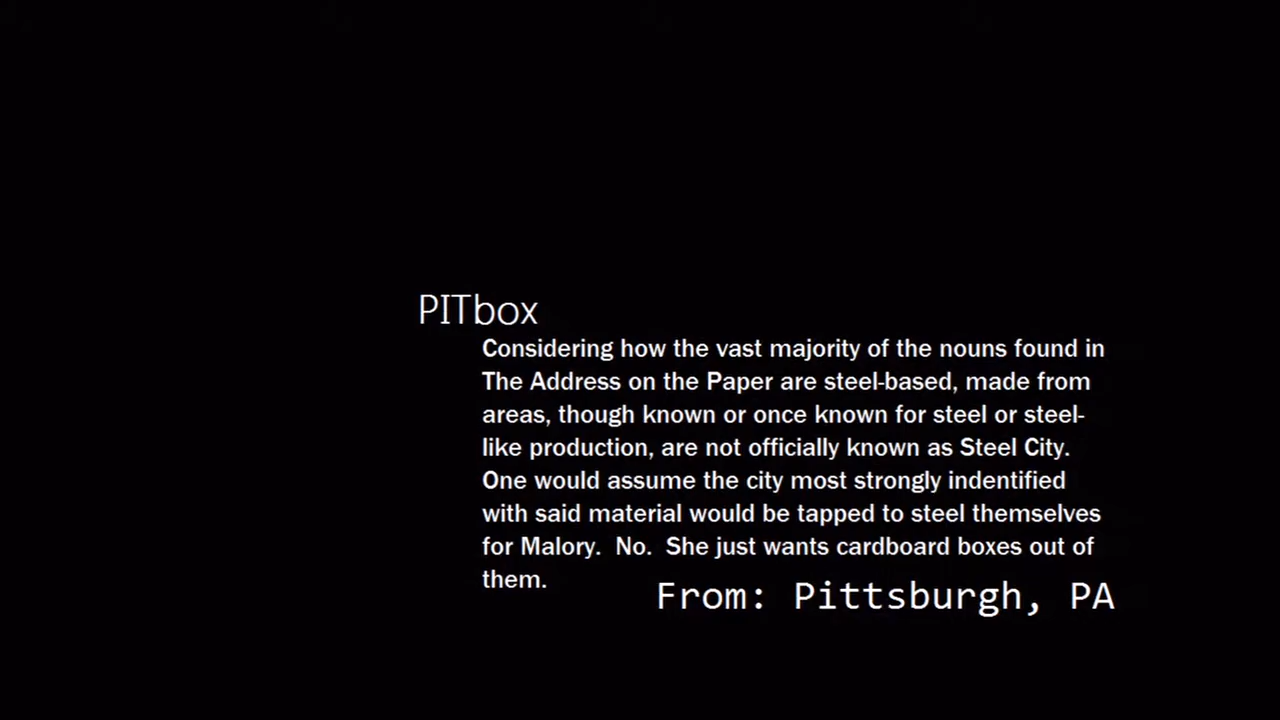 PITbox
Considering how the vast majority of the nouns found in
The Address on the Paper are steel-based, made from
areas, though known or once known for steel or steel-
like production, are not officially known as Steel City.
One would assume the city most strongly indentified
with said material would be tapped to steel themselves
for Malory.  No.  She just wants cardboard boxes out of
them.
From: Pittsburgh, PA